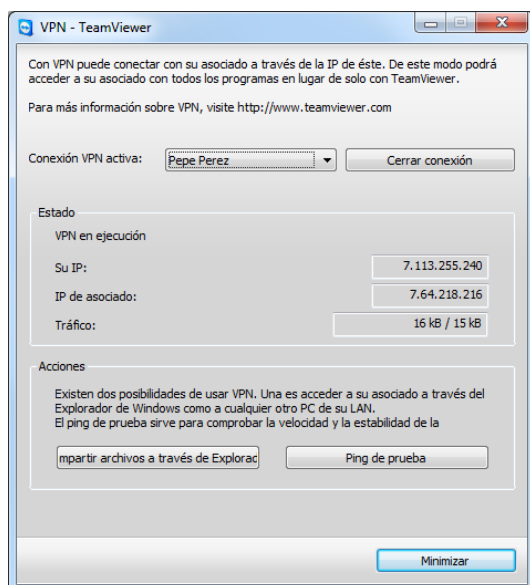 VPN - TeamViewer
Con VPN puede conectar con su asociado a través de la IP de éste. De este modo podrá
acceder a su asociado con todos los programas en lugar de solo con TeamViewer.
Para más información sobre VPN, visite http://www.teamviewer.com
Conexión VPN activa: Pepe Perez Cerrar conexión
Estado
VPN en ejecución
Su IP: 7.113.255.240
IP de asociado: 7.64.218.216
Tráfico: 16 kB / 15 kB
Acciones
Existen dos posibilidades de usar VPN. Una es acceder a su asociado a través del
Explorador de Windows como a cualquier otro PC de su LAN.
El ping de prueba sirve para comprobar la velocidad y la estabilidad de la
mpartir archivos a través de Explorad Ping de prueba
Minimizar